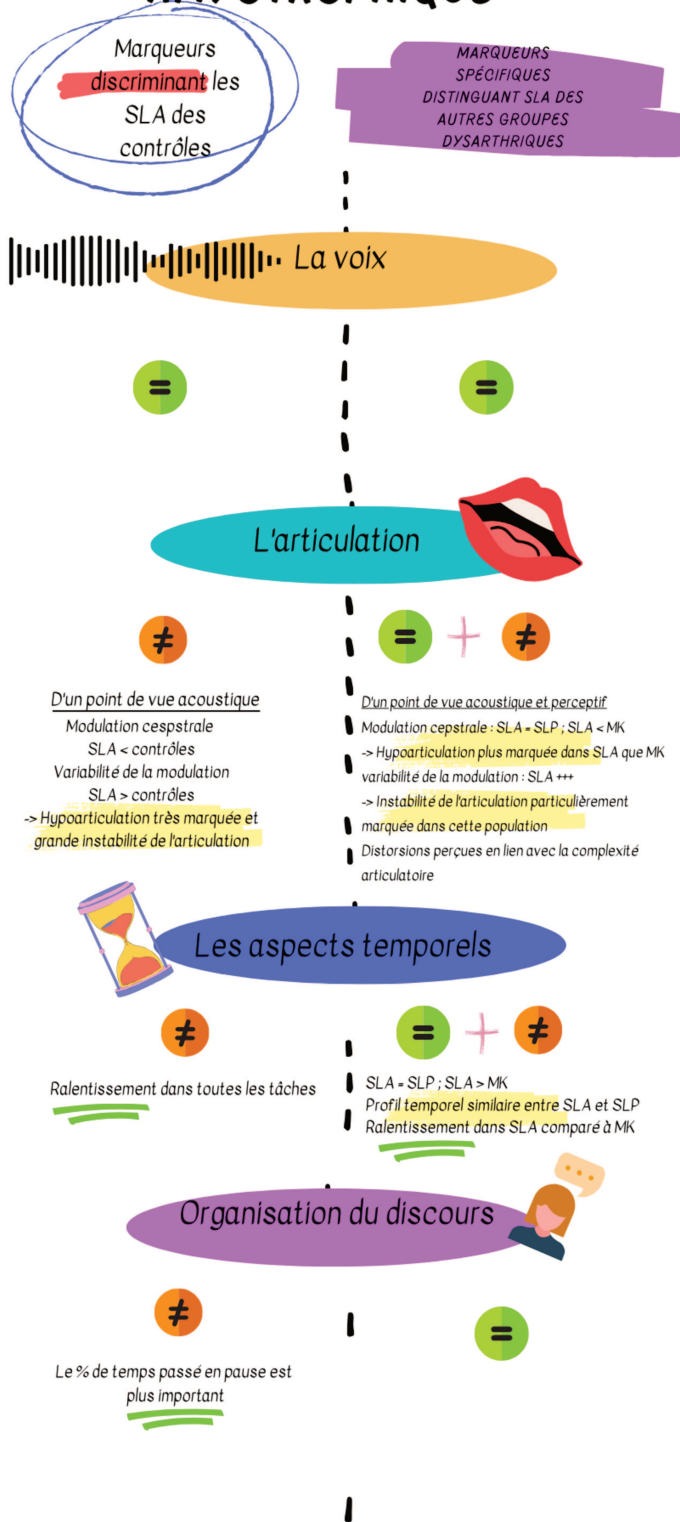 Marqueurs
discriminant les
SLA des
contrôles
MARQUEURS
SPÉCIFIQUES
DISTINGUANT SLA DES
AUTRES GROUPES
DYSARTHRIQUES
La voix
=
=
L'articulation
≠
= + ≠
D'un point de vue acoustique
Modulation cespstrale
SLA < contrôles
Variabilité de la modulation
SLA > contrôles
-> Hypoarticulation très marquée et
grande instabilité de l'articulation
D'un point de vue acoustique et perceptif
Modulation cepstrale : SLA = SLP ; SLA < MK
-> Hypoarticulation plus marquée dans SLA que MK
variabilité de la modulation : SLA +++
-> Instabilité de l'articulation particulièrement
marquée dans cette population
Distorsions perçues en lien avec la complexité
articulatoire
Les aspects temporels
≠
= + ≠
Ralentissement dans toutes les tâches
SLA = SLP ; SLA > MK
Profil temporel similaire entre SLA et SLP
Ralentissement dans SLA comparé à MK
Organisation du discours
≠
=
Le % de temps passé en pause est
plus important